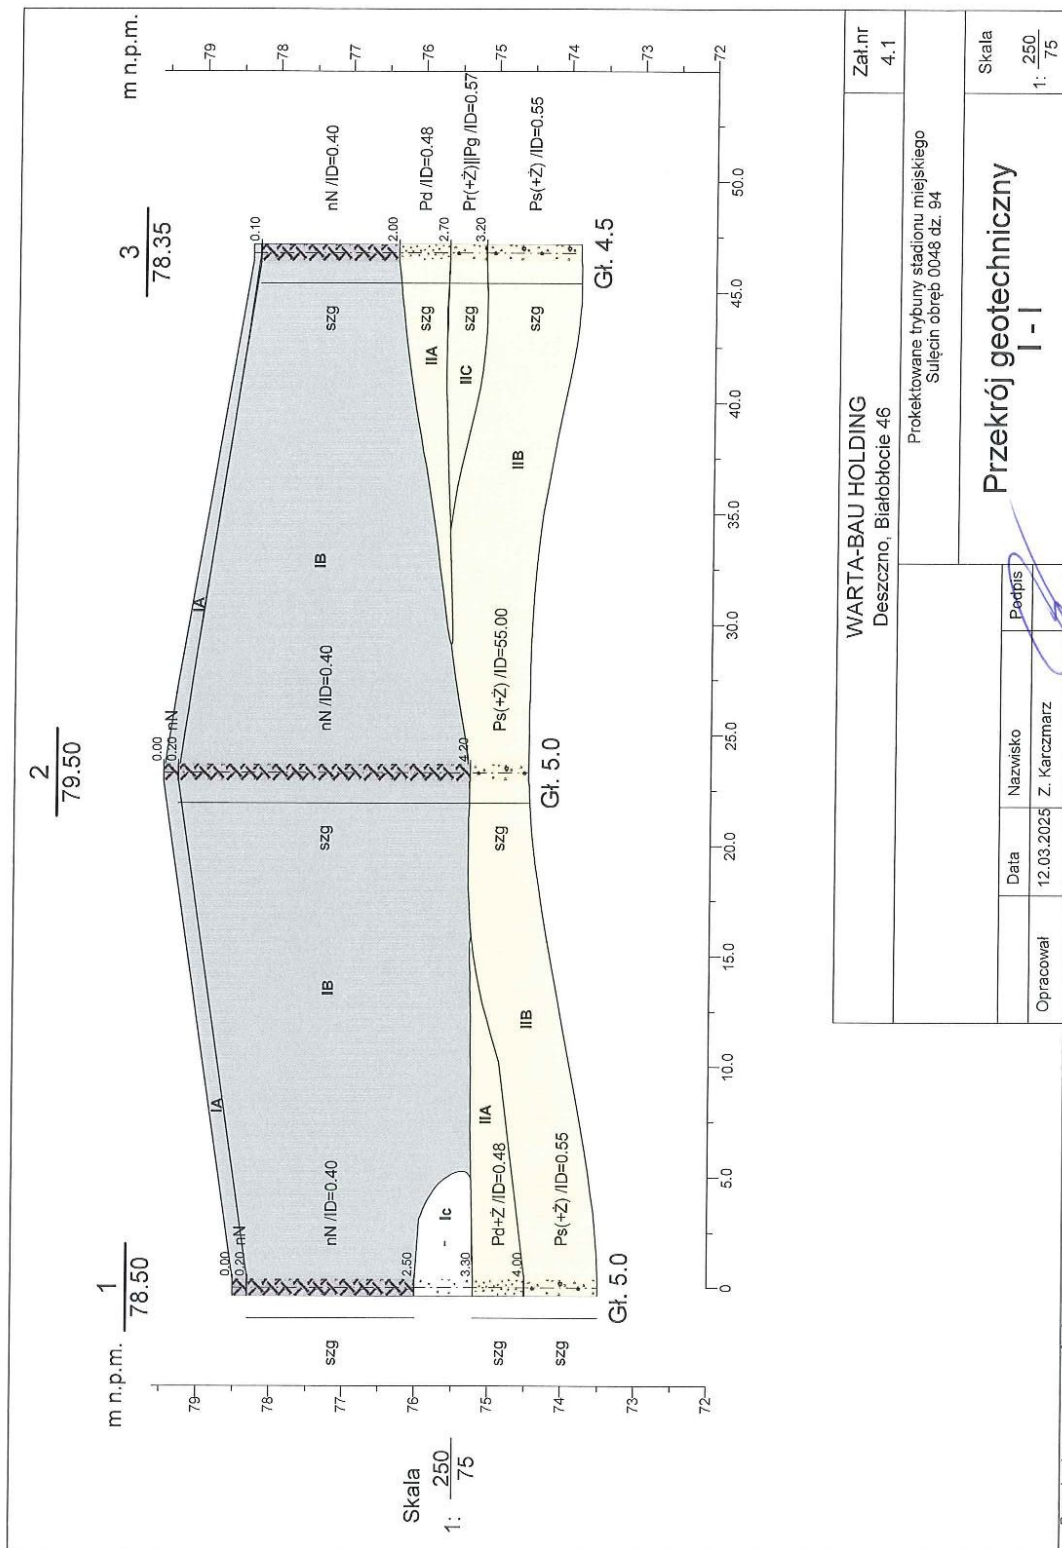 m n.p.m.
1
78.50
2
79.50
3
78.35
m n.p.m.
Skala
1: 250
75
79
78
77
76
75
74
73
72
79
78
77
76
75
74
73
72
szg
szg
szg
0.00
0.20 nN
2.50
3.30
4.00
Gł. 5.0
IA
IB
nN /ID=0.40
- Ic
IIA
Pd+Ż /ID=0.48
IIB
Ps(+Ż) /ID=0.55
szg
szg
0.00
0.20 nN
4.20
Gł. 5.0
IA
IB
nN /ID=0.40
Ps(+Ż) /ID=55.00
IIB
IIA
IIC
szg
szg
szg
szg
0.10
2.00
2.70
3.20
Gł. 4.5
nN /ID=0.40
Pd /ID=0.48
Pr(+Ż)||Pg /ID=0.57
Ps(+Ż) /ID=0.55
0
5.0
10.0
15.0
20.0
25.0
30.0
35.0
40.0
45.0
50.0
WARTA-BAU HOLDING
Deszczno, Białobłocie 46
Zał.nr
4.1
Prokektowane trybuny stadionu miejskiego
Sulęcin obręb 0048 dz. 94
Przekrój geotechniczny
I - I
Skala
1: 250
75
Data
Nazwisko
Podpis
Opracował
12.03.2025
Z. Karczmarz